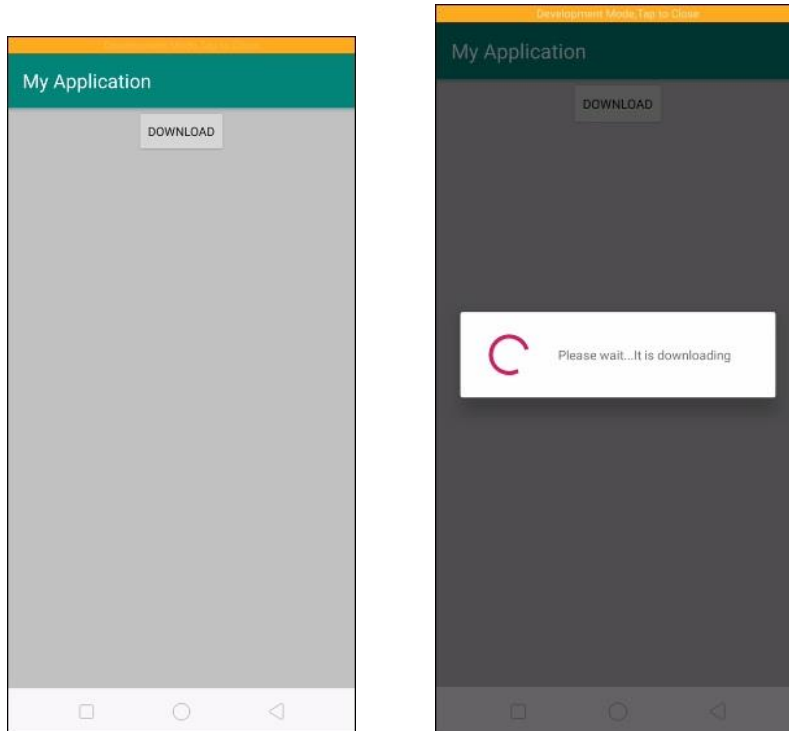 My Application
DOWNLOAD
Development Mode,Tap to Close
My Application
DOWNLOAD
Please wait...It is downloading